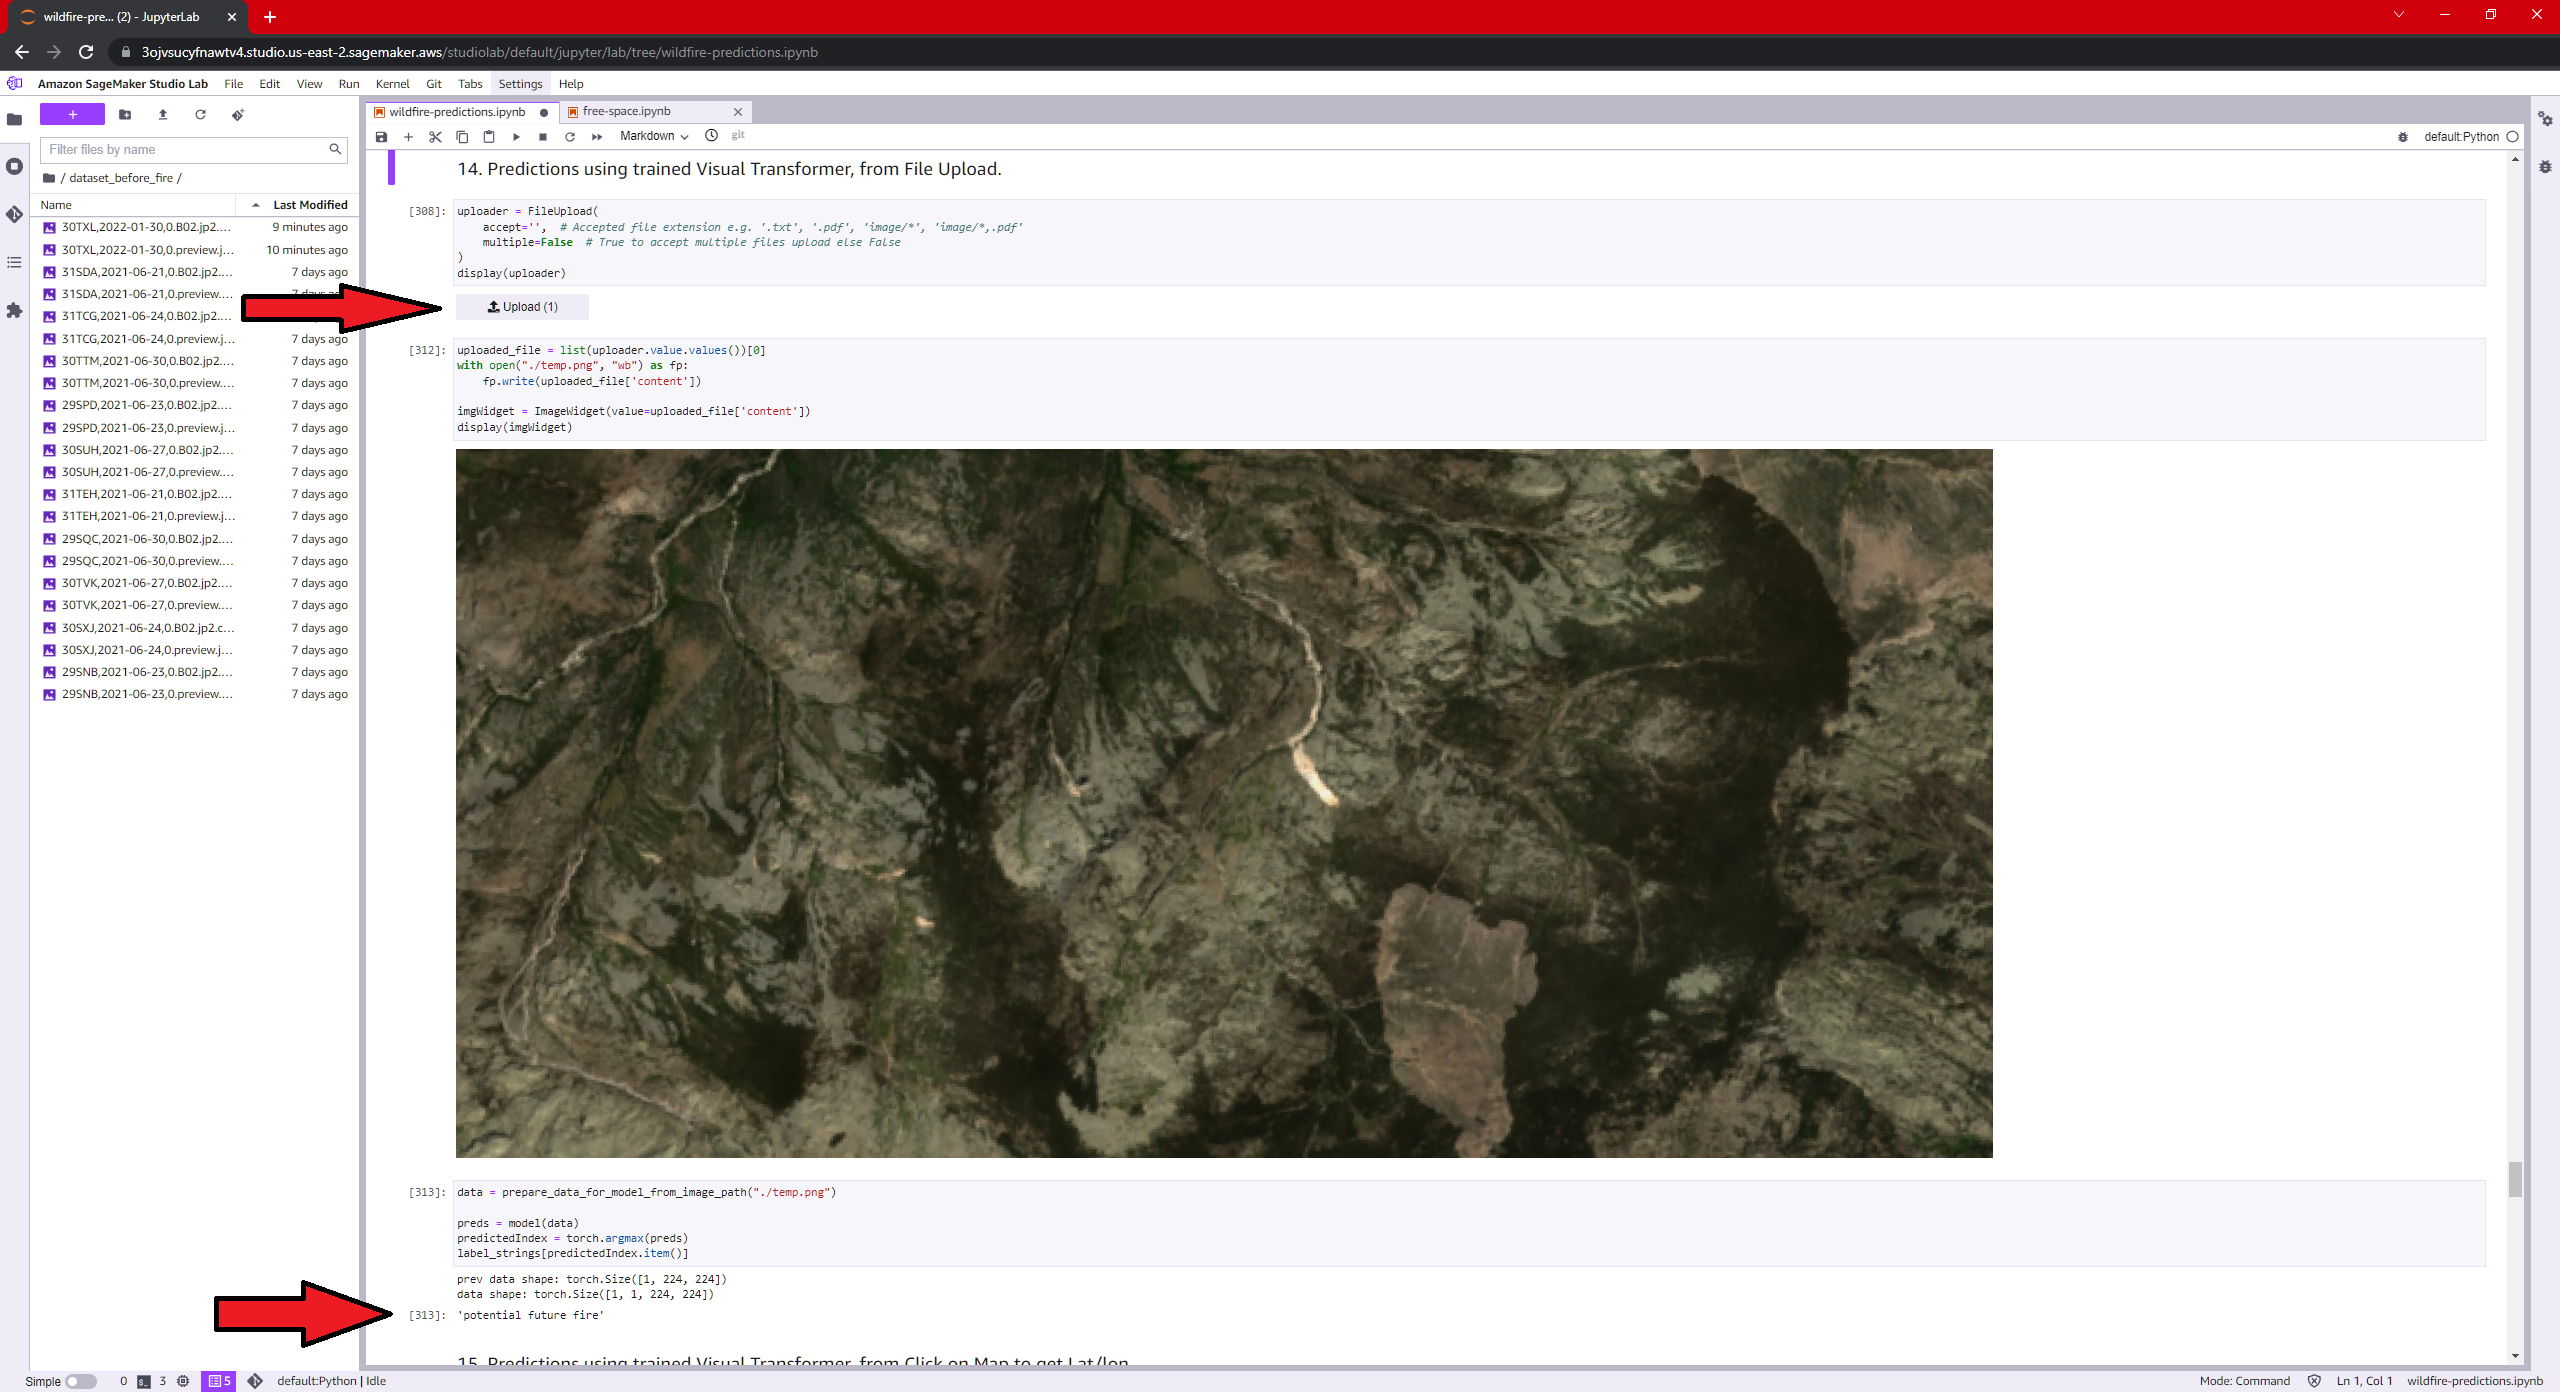 wildfire-pre... (2) - JupyterLab
3ojvsucyfnawtv4.studio.us-east-2.sagemaker.aws/studiolab/default/jupyter/lab/tree/wildfire-predictions.ipynb
Amazon SageMaker Studio Lab File Edit View Run Kernel Git Tabs Settings Help
wildfire-predictions.ipynb
free-space.ipynb
Markdown
git
default:Python
Filter files by name
/ dataset_before_fire /
Name Last Modified
30TXL,2022-01-30,0.B02.jp2.... 9 minutes ago
30TXL,2022-01-30,0.preview.j... 10 minutes ago
31SDA,2021-06-21,0.B02.jp2.... 7 days ago
31SDA,2021-06-21,0.preview.... 7 days ago
31TCG,2021-06-24,0.B02.jp2....
31TCG,2021-06-24,0.preview.j... 7 days ago
30TTM,2021-06-30,0.B02.jp2.... 7 days ago
30TTM,2021-06-30,0.preview.... 7 days ago
29SPD,2021-06-23,0.B02.jp2.... 7 days ago
29SPD,2021-06-23,0.preview.j... 7 days ago
30SUH,2021-06-27,0.B02.jp2.... 7 days ago
30SUH,2021-06-27,0.preview.... 7 days ago
31TEH,2021-06-21,0.B02.jp2.... 7 days ago
31TEH,2021-06-21,0.preview.j... 7 days ago
29SQC,2021-06-30,0.B02.jp2.... 7 days ago
29SQC,2021-06-30,0.preview.... 7 days ago
30TVK,2021-06-27,0.B02.jp2.... 7 days ago
30TVK,2021-06-27,0.preview.... 7 days ago
30SXJ,2021-06-24,0.B02.jp2.c... 7 days ago
30SXJ,2021-06-24,0.preview.j... 7 days ago
29SNB,2021-06-23,0.B02.jp2.... 7 days ago
29SNB,2021-06-23,0.preview.... 7 days ago
14. Predictions using trained Visual Transformer, from File Upload.
[308]: uploader = FileUpload(
accept='', # Accepted file extension e.g. '.txt', '.pdf', 'image/*', 'image/*,.pdf'
multiple=False # True to accept multiple files upload else False
)
display(uploader)
Upload (1)
[312]: uploaded_file = list(uploader.value.values())[0]
with open("./temp.png", "wb") as fp:
fp.write(uploaded_file['content'])
imgWidget = ImageWidget(value=uploaded_file['content'])
display(imgWidget)
[313]: data = prepare_data_for_model_from_image_path("./temp.png")
preds = model(data)
predictedIndex = torch.argmax(preds)
label_strings[predictedIndex.item()]
prev data shape: torch.Size([1, 224, 224])
data shape: torch.Size([1, 1, 224, 224])
[313]: 'potential future fire'
15. Predictions using trained Visual Transformer, from Click on Map to get Lat/lon
Simple 0 3 5 default:Python | Idle Mode: Command Ln 1, Col 1 wildfire-predictions.ipynb